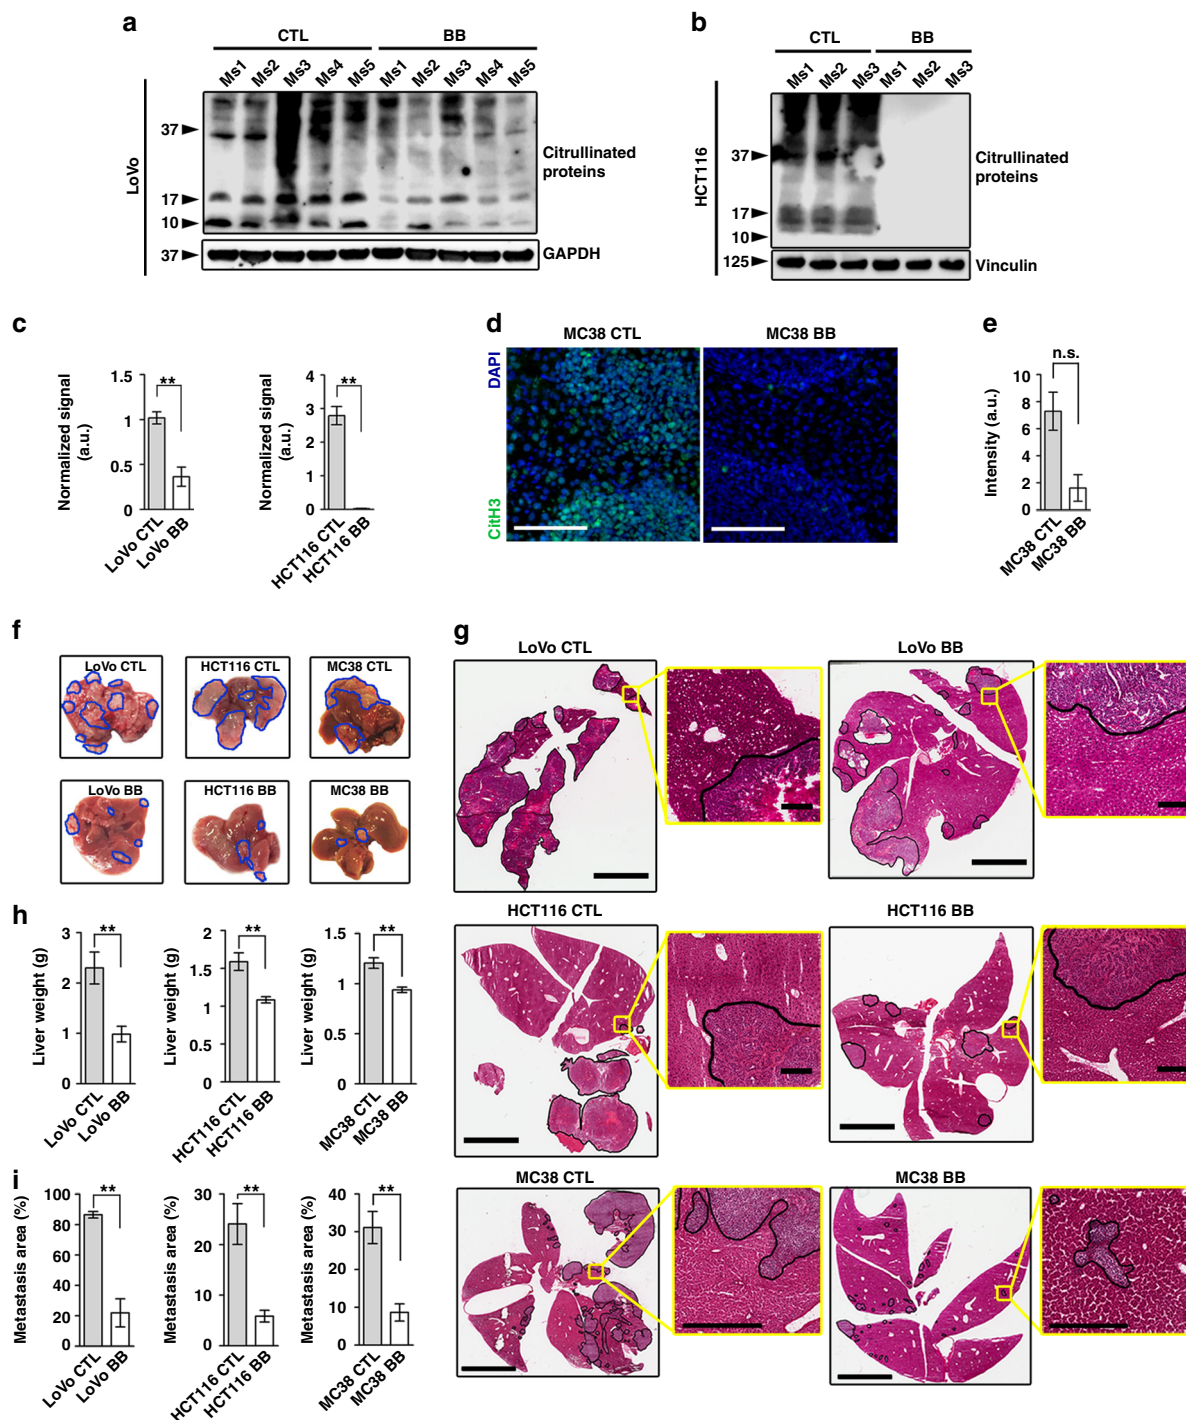 a
CTL
BB
Ms1 Ms2 Ms3 Ms4 Ms5 Ms1 Ms2 Ms3 Ms4 Ms5
LoVo
37
17
10
Citrullinated
proteins
37
GAPDH
b
CTL
BB
Ms1 Ms2 Ms3 Ms1 Ms2 Ms3
HCT116
37
17
10
Citrullinated
proteins
125
Vinculin
c
Normalized signal
(a.u.)
1.5
1
0.5
0
**
LoVo CTL
LoVo BB
Normalized signal
(a.u.)
4
3
2
1
0
**
HCT116 CTL
HCT116 BB
d
MC38 CTL
MC38 BB
DAPI
CitH3
e
n.s.
Intensity (a.u.)
10
8
6
4
2
0
MC38 CTL
MC38 BB
f
LoVo CTL
HCT116 CTL
MC38 CTL
LoVo BB
HCT116 BB
MC38 BB
g
LoVo CTL
LoVo BB
HCT116 CTL
HCT116 BB
MC38 CTL
MC38 BB
h
Liver weight (g)
3
2
1
0
**
LoVo CTL
LoVo BB
Liver weight (g)
2
1.5
1
0.5
0
**
HCT116 CTL
HCT116 BB
Liver weight (g)
1.5
1
0.5
0
**
MC38 CTL
MC38 BB
i
Metastasis area (%)
100
80
60
40
20
0
**
LoVo CTL
LoVo BB
Metastasis area (%)
30
20
10
0
**
HCT116 CTL
HCT116 BB
Metastasis area (%)
40
30
20
10
0
**
MC38 CTL
MC38 BB